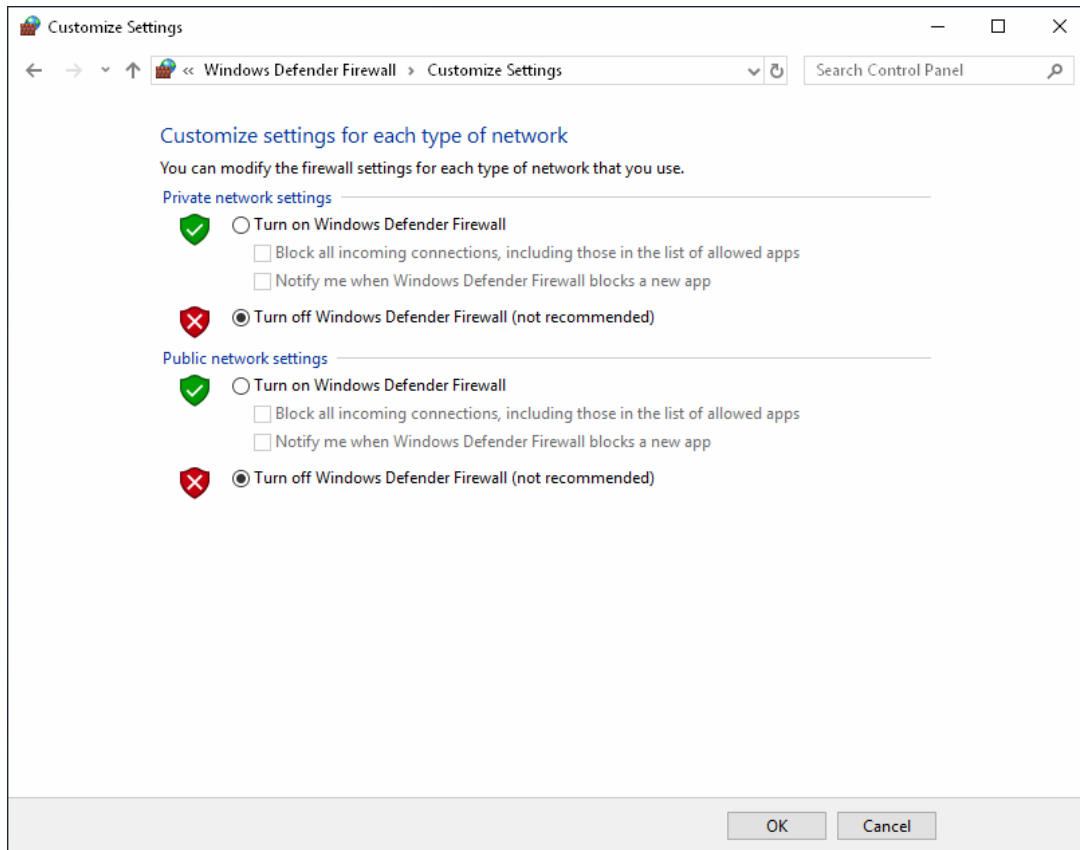 Customize Settings
« Windows Defender Firewall › Customize Settings
Search Control Panel
Customize settings for each type of network
You can modify the firewall settings for each type of network that you use.
Private network settings
Turn on Windows Defender Firewall
Block all incoming connections, including those in the list of allowed apps
Notify me when Windows Defender Firewall blocks a new app
Turn off Windows Defender Firewall (not recommended)
Public network settings
Turn on Windows Defender Firewall
Block all incoming connections, including those in the list of allowed apps
Notify me when Windows Defender Firewall blocks a new app
Turn off Windows Defender Firewall (not recommended)
OK
Cancel